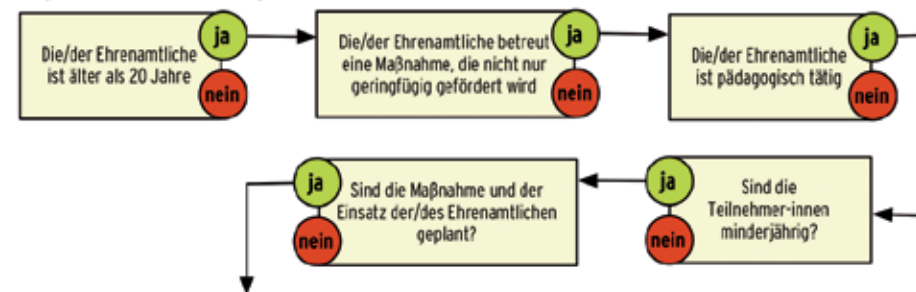 Die/der Ehrenamtliche
ist älter als 20 Jahre
ja
nein
Die/der Ehrenamtliche betreut
eine Maßnahme, die nicht nur
geringfügig gefördert wird
ja
nein
Die/der Ehrenamtliche
ist pädagogisch tätig
ja
nein
Sind die
Teilnehmer-innen
minderjährig?
ja
nein
Sind die Maßnahme und der
Einsatz der/des Ehrenamtlichen
geplant?
ja
nein